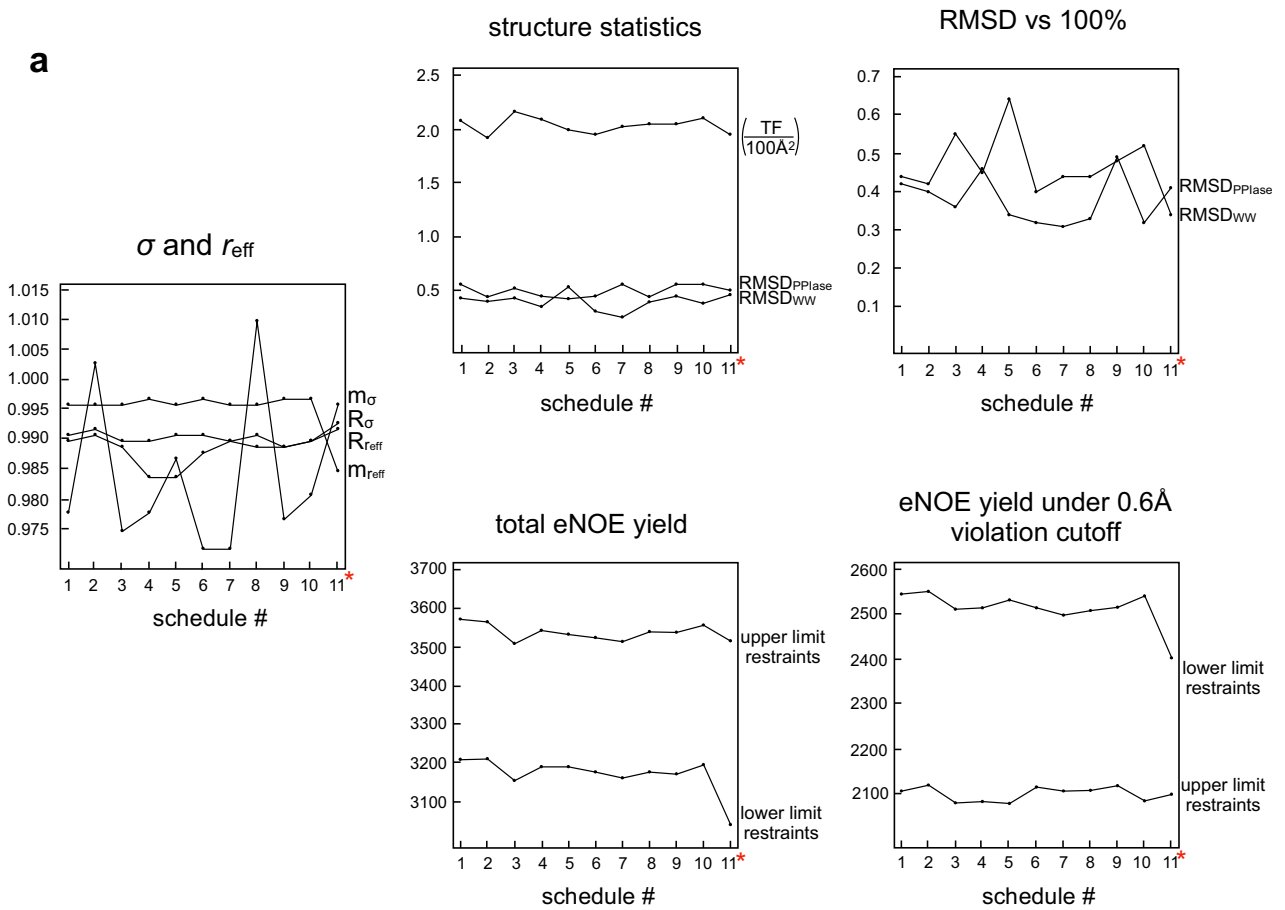 a
structure statistics
2.5
2.0
1.5
1.0
0.5
(TF/100Å²)
RMSDPPIase
RMSDWW
1 2 3 4 5 6 7 8 9 10 11*
schedule #
RMSD vs 100%
0.7
0.6
0.5
0.4
0.3
0.2
0.1
RMSDPPIase
RMSDWW
1 2 3 4 5 6 7 8 9 10 11*
schedule #
σ and reff
1.015
1.010
1.005
1.000
0.995
0.990
0.985
0.980
0.975
mσ
Rσ
Rreff
mreff
1 2 3 4 5 6 7 8 9 10 11*
schedule #
total eNOE yield
3700
3600
3500
3400
3300
3200
3100
upper limit
restraints
lower limit
restraints
1 2 3 4 5 6 7 8 9 10 11*
schedule #
eNOE yield under 0.6Å
violation cutoff
2600
2500
2400
2300
2200
2100
lower limit
restraints
upper limit
restraints
1 2 3 4 5 6 7 8 9 10 11*
schedule #